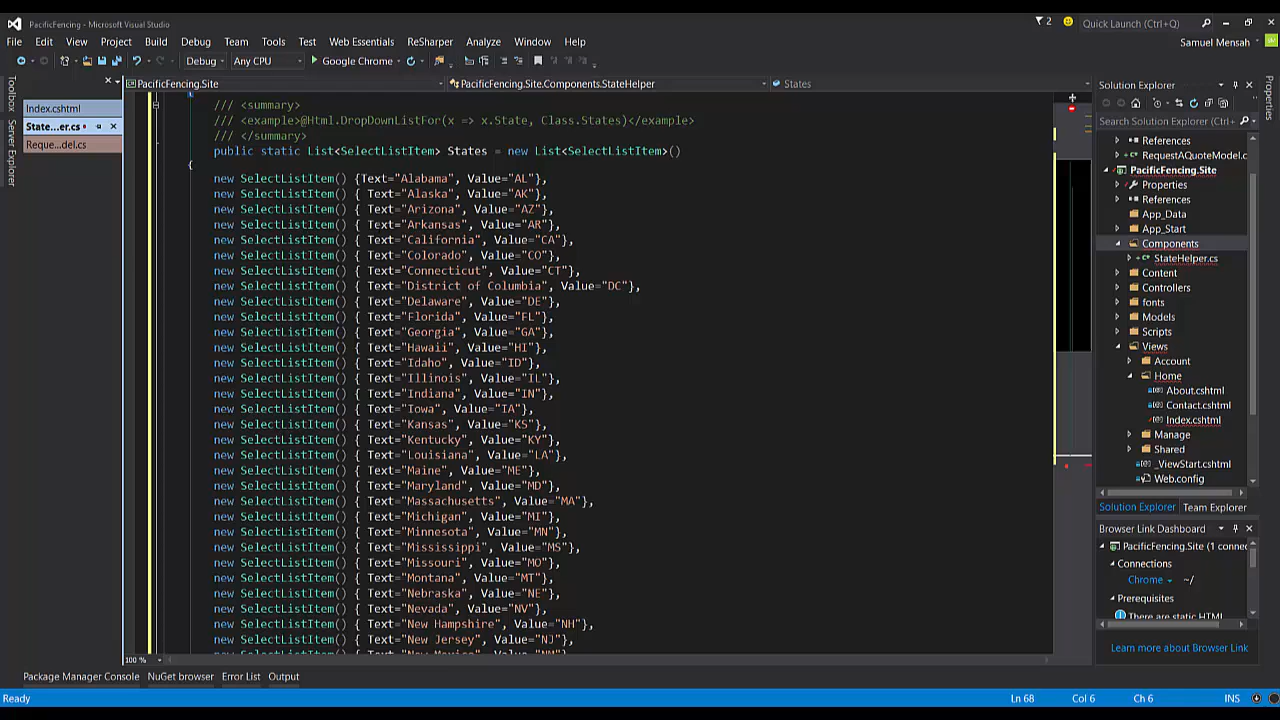 PacificFencing - Microsoft Visual Studio
2
Quick Launch (Ctrl+Q)
File Edit View Project Build Debug Team Tools Test Web Essentials ReSharper Analyze Window Help
Samuel Mensah
Debug Any CPU Google Chrome
Toolbox
Server Explorer
Index.cshtml
State...er.cs
Reque...del.cs
PacificFencing.Site PacificFencing.Site.Components.StateHelper States
/// <summary>
/// <example>@Html.DropDownListFor(x => x.State, Class.States)</example>
/// </summary>
public static List<SelectListItem> States = new List<SelectListItem>()
{
new SelectListItem() {Text="Alabama", Value="AL"},
new SelectListItem() { Text="Alaska", Value="AK"},
new SelectListItem() { Text="Arizona", Value="AZ"},
new SelectListItem() { Text="Arkansas", Value="AR"},
new SelectListItem() { Text="California", Value="CA"},
new SelectListItem() { Text="Colorado", Value="CO"},
new SelectListItem() { Text="Connecticut", Value="CT"},
new SelectListItem() { Text="District of Columbia", Value="DC"},
new SelectListItem() { Text="Delaware", Value="DE"},
new SelectListItem() { Text="Florida", Value="FL"},
new SelectListItem() { Text="Georgia", Value="GA"},
new SelectListItem() { Text="Hawaii", Value="HI"},
new SelectListItem() { Text="Idaho", Value="ID"},
new SelectListItem() { Text="Illinois", Value="IL"},
new SelectListItem() { Text="Indiana", Value="IN"},
new SelectListItem() { Text="Iowa", Value="IA"},
new SelectListItem() { Text="Kansas", Value="KS"},
new SelectListItem() { Text="Kentucky", Value="KY"},
new SelectListItem() { Text="Louisiana", Value="LA"},
new SelectListItem() { Text="Maine", Value="ME"},
new SelectListItem() { Text="Maryland", Value="MD"},
new SelectListItem() { Text="Massachusetts", Value="MA"},
new SelectListItem() { Text="Michigan", Value="MI"},
new SelectListItem() { Text="Minnesota", Value="MN"},
new SelectListItem() { Text="Mississippi", Value="MS"},
new SelectListItem() { Text="Missouri", Value="MO"},
new SelectListItem() { Text="Montana", Value="MT"},
new SelectListItem() { Text="Nebraska", Value="NE"},
new SelectListItem() { Text="Nevada", Value="NV"},
new SelectListItem() { Text="New Hampshire", Value="NH"},
new SelectListItem() { Text="New Jersey", Value="NJ"},
new SelectListItem() { Text="New Mexico", Value="NM"},
100 %
Solution Explorer
Search Solution Explorer (Ctrl+
References
RequestAQuoteModel.c
PacificFencing.Site
Properties
References
App_Data
App_Start
Components
StateHelper.cs
Content
Controllers
fonts
Models
Scripts
Views
Account
Home
About.cshtml
Contact.cshtml
Index.cshtml
Manage
Shared
_ViewStart.cshtml
Web.config
Solution Explorer Team Explorer
Browser Link Dashboard
PacificFencing.Site (1 connec
Connections
Chrome ~/
Prerequisites
There are static HTML
Learn more about Browser Link
Properties
Package Manager Console NuGet browser Error List Output
Ready Ln 68 Col 6 Ch 6 INS